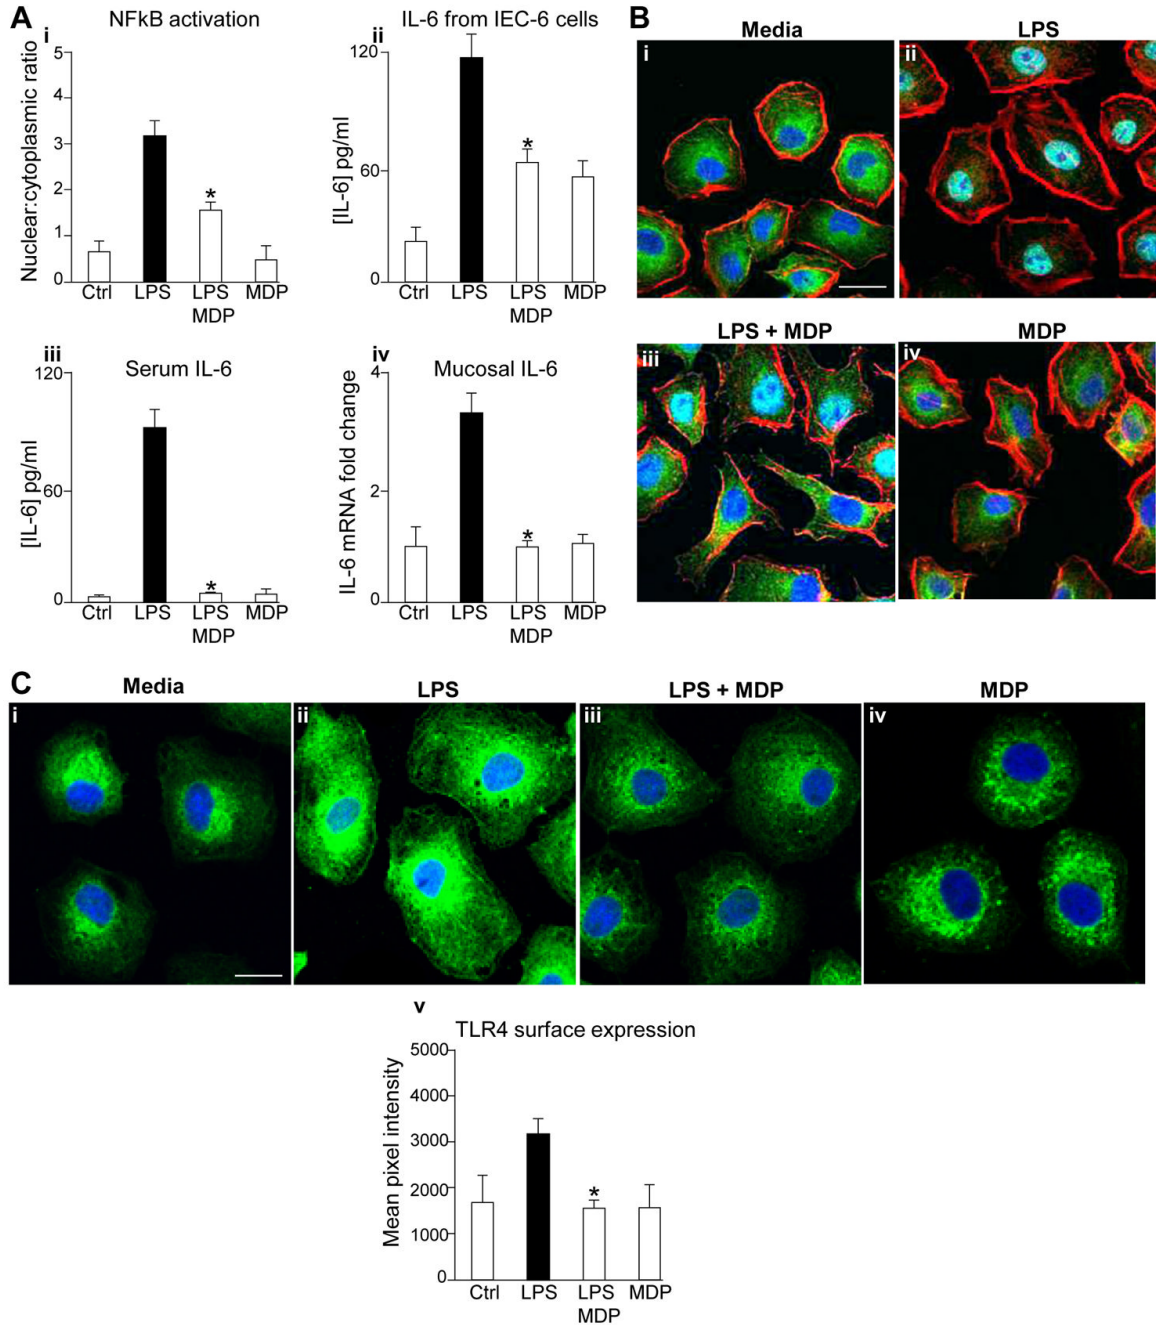 A
NFkB activation
i
Nuclear:cytoplasmic ratio
5
4
3
2
1
0
*
Ctrl LPS LPS MDP
MDP
IL-6 from IEC-6 cells
ii
[IL-6] pg/ml
120
60
0
*
Ctrl LPS LPS MDP
MDP
iii
Serum IL-6
[IL-6] pg/ml
120
60
0
*
Ctrl LPS LPS MDP
MDP
iv
Mucosal IL-6
IL-6 mRNA fold change
4
2
0
*
Ctrl LPS LPS MDP
MDP
B
Media
i
LPS
ii
LPS + MDP
iii
MDP
iv
C
Media
i
LPS
ii
LPS + MDP
iii
MDP
iv
v
TLR4 surface expression
Mean pixel intensity
5000
4000
3000
2000
1000
0
*
Ctrl LPS LPS MDP
MDP